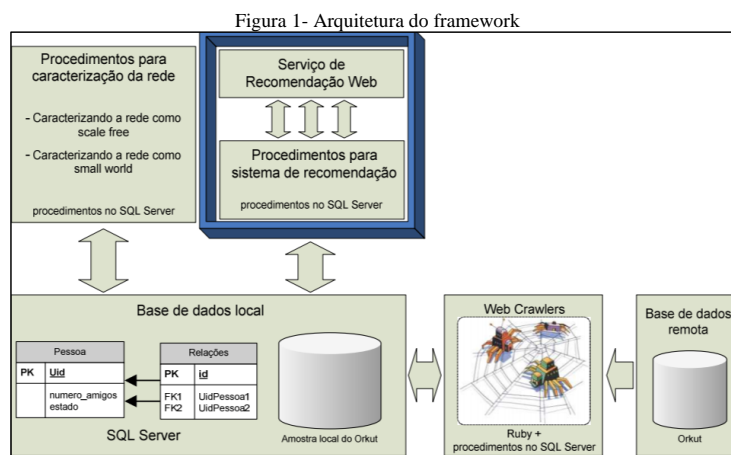 Figura 1- Arquitetura do framework
Procedimentos para
caracterização da rede
- Caracterizando a rede como
scale free
- Caracterizando a rede como
small world
procedimentos no SQL Server
Serviço de
Recomendação Web
Procedimentos para
sistema de recomendação
procedimentos no SQL Server
Base de dados local
Pessoa
PK Uid
numero_amigos
estado
Relações
PK id
FK1 UidPessoa1
FK2 UidPessoa2
SQL Server
Amostra local do Orkut
Web Crawlers
Ruby +
procedimentos no SQL Server
Base de dados
remota
Orkut